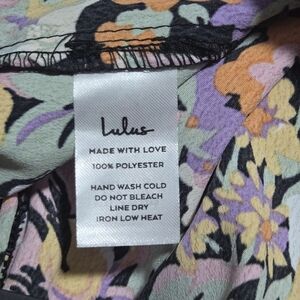 Lulus
MADE WITH LOVE
100% POLYESTER
HAND WASH COLD
DO NOT BLEACH
LINE DRY
IRON LOW HEAT